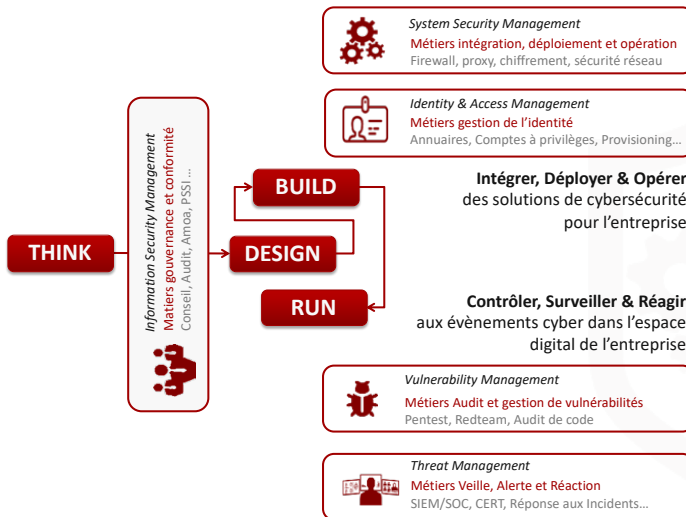 System Security Management
Métiers intégration, déploiement et opération
Firewall, proxy, chiffrement, sécurité réseau
Identity & Access Management
Métiers gestion de l'identité
Annuaires, Comptes à privilèges, Provisioning…
Information Security Management
Matiers gouvernance et conformité
Conseil, Audit, Amoa, PSSI …
THINK
BUILD
DESIGN
RUN
Intégrer, Déployer & Opérer
des solutions de cybersécurité
pour l'entreprise
Contrôler, Surveiller & Réagir
aux évènements cyber dans l'espace
digital de l'entreprise
Vulnerability Management
Métiers Audit et gestion de vulnérabilités
Pentest, Redteam, Audit de code
Threat Management
Métiers Veille, Alerte et Réaction
SIEM/SOC, CERT, Réponse aux Incidents…